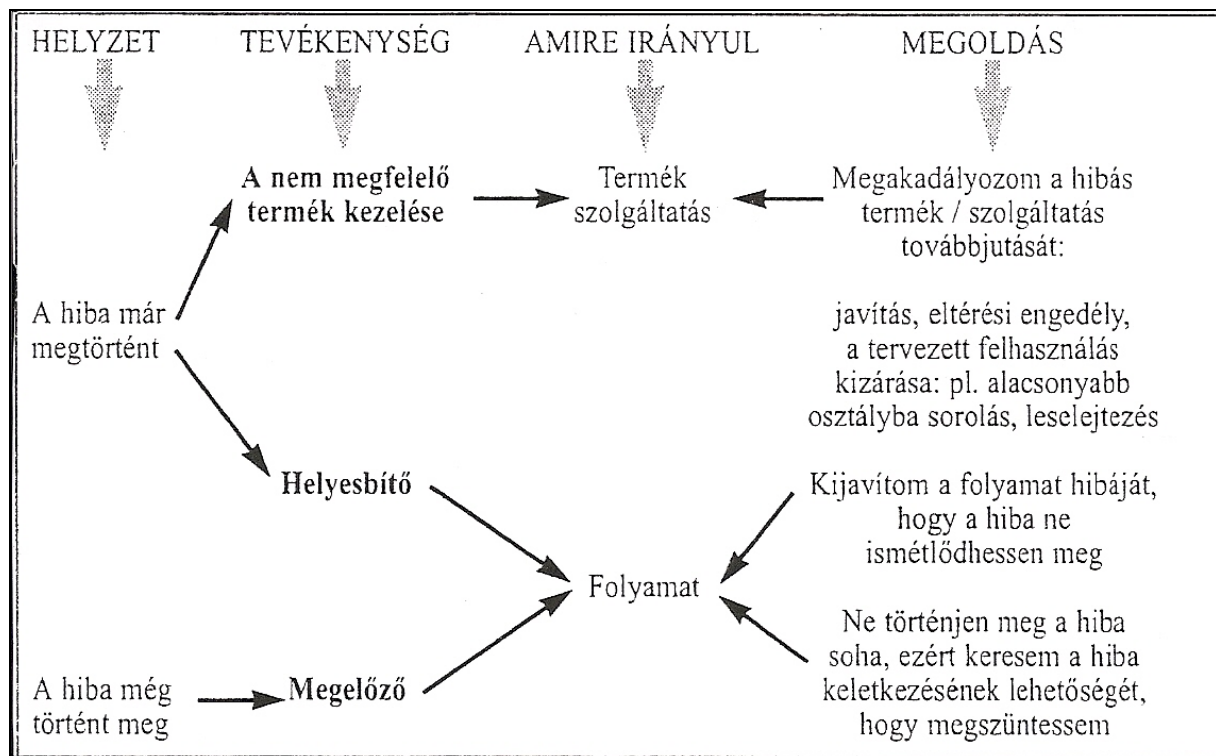 HELYZET
TEVÉKENYSÉG
AMIRE IRÁNYUL
MEGOLDÁS
A nem megfelelő
termék kezelése
Termék
szolgáltatás
Megakadályozom a hibás
termék / szolgáltatás
továbbjutását:
A hiba már
megtörtént
javítás, eltérési engedély,
a tervezett felhasználás
kizárása: pl. alacsonyabb
osztályba sorolás, leselejtezés
Helyesbítő
Kijavítom a folyamat hibáját,
hogy a hiba ne
ismétlődhessen meg
Folyamat
Ne történjen meg a hiba
soha, ezért keresem a hiba
keletkezésének lehetőségét,
hogy megszüntessem
A hiba még
történt meg
Megelőző